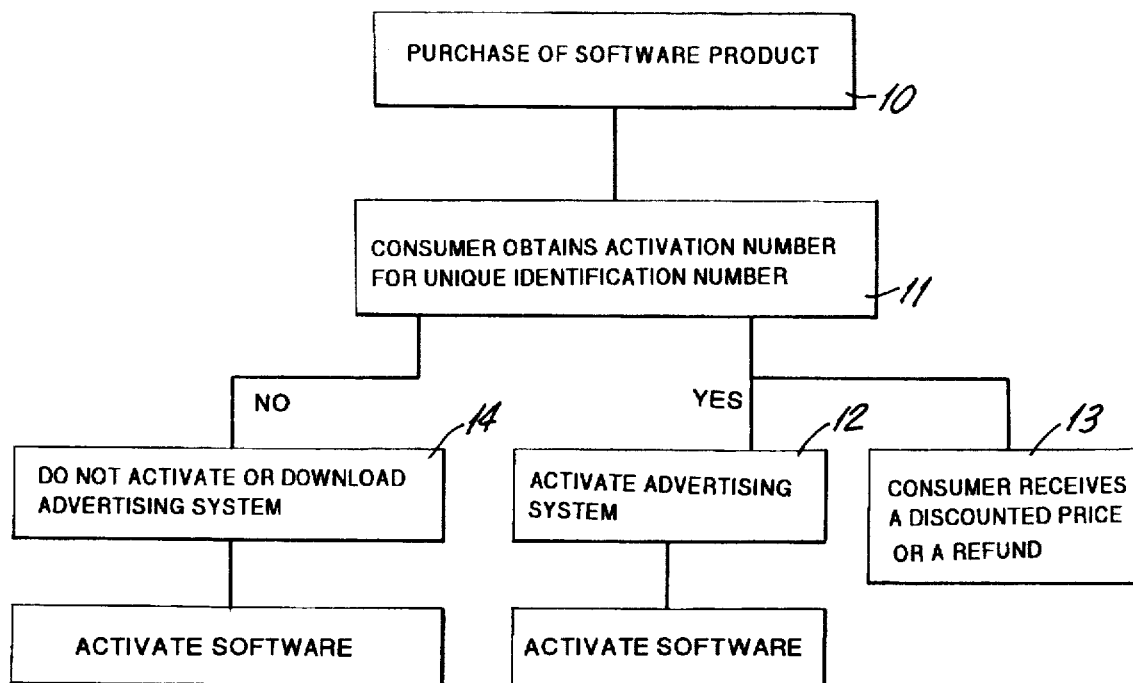 PURCHASE OF SOFTWARE PRODUCT
10
CONSUMER OBTAINS ACTIVATION NUMBER
FOR UNIQUE IDENTIFICATION NUMBER
11
NO
YES
14
12
13
DO NOT ACTIVATE OR DOWNLOAD
ADVERTISING SYSTEM
ACTIVATE ADVERTISING
SYSTEM
CONSUMER RECEIVES
A DISCOUNTED PRICE
OR A REFUND
ACTIVATE SOFTWARE
ACTIVATE SOFTWARE